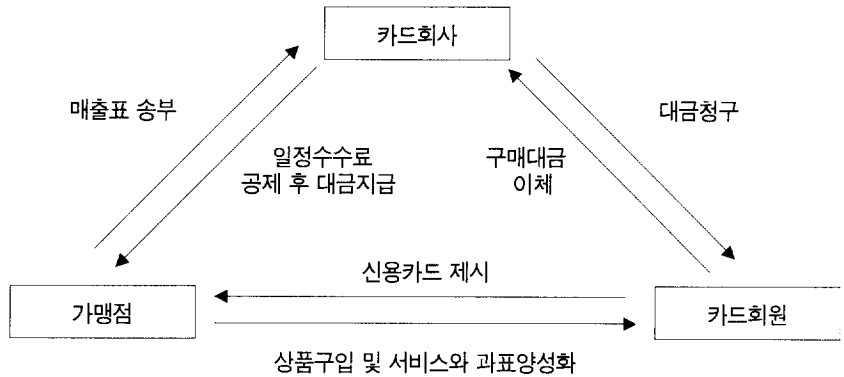 카드회사
매출표 송부
대금청구
일정수수료
공제 후 대금지급
구매대금
이체
신용카드 제시
가맹점
카드회원
상품구입 및 서비스와 과표양성화